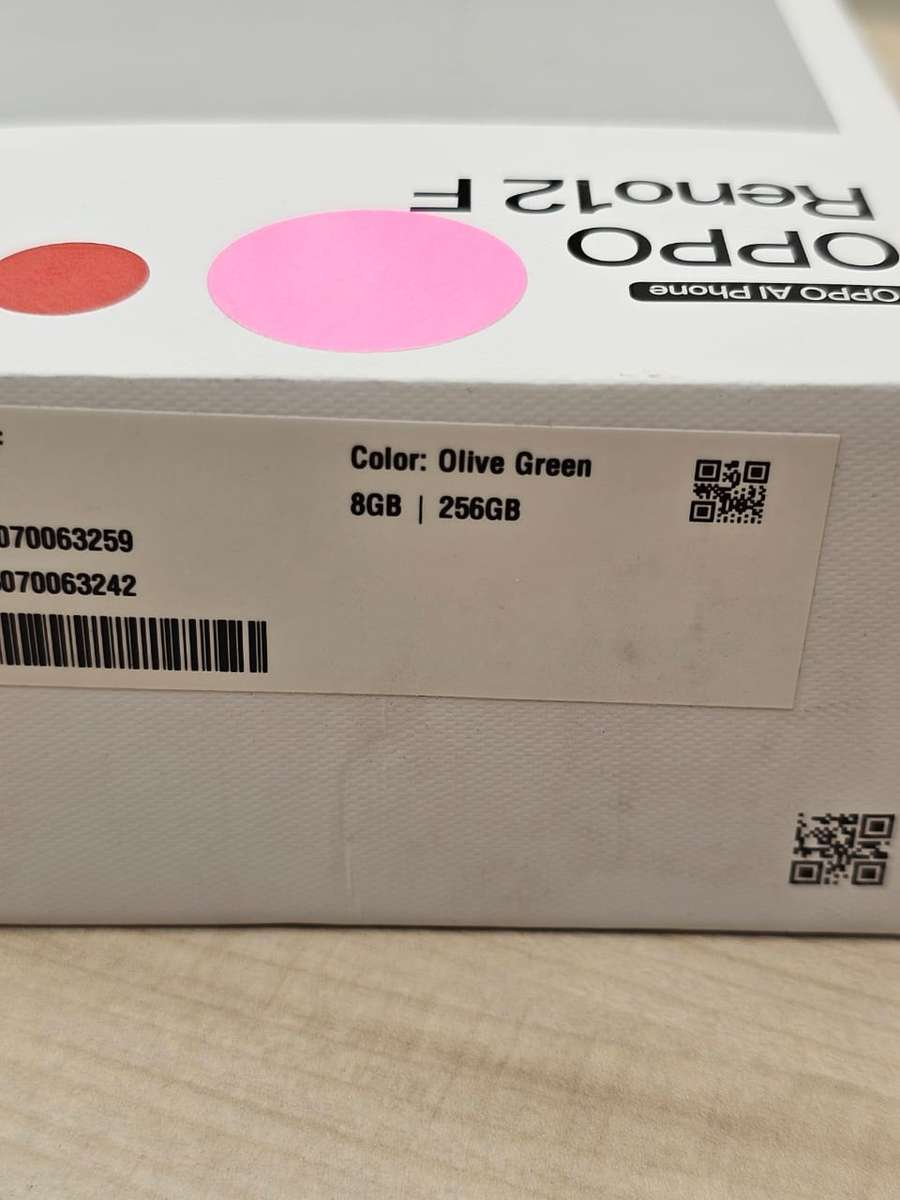 OPPO AI Phone
OPPO
Reno12 F
Color: Olive Green
8GB | 256GB
070063259
070063242